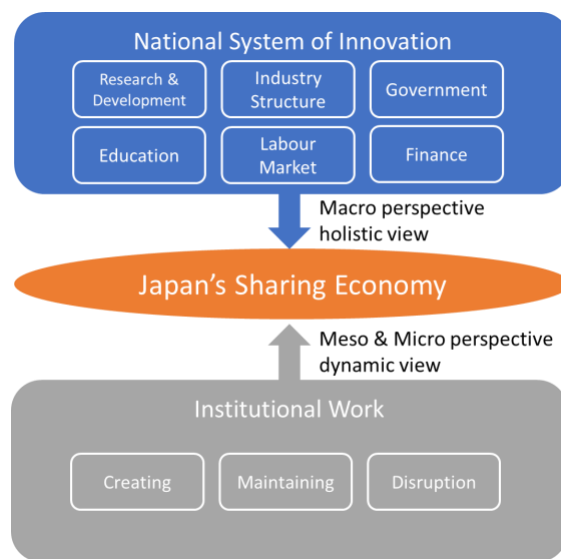 National System of Innovation
Research &
Development
Industry
Structure
Government
Education
Labour
Market
Finance
Macro perspective
holistic view
Japan’s Sharing Economy
Meso & Micro perspective
dynamic view
Institutional Work
Creating
Maintaining
Disruption